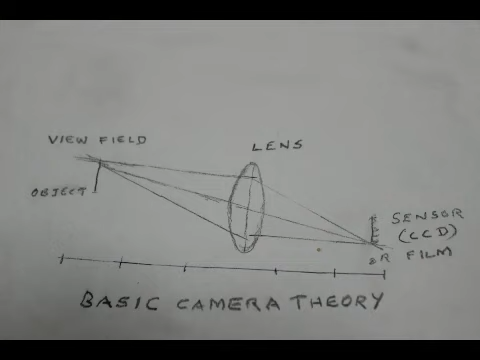 VIEW FIELD
LENS
OBJECT
SENSOR
(CCD)
OR FILM
BASIC CAMERA THEORY